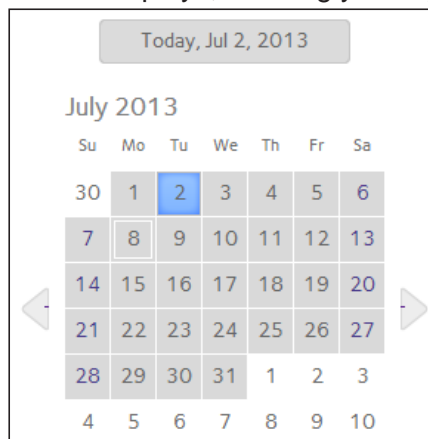 Today, Jul 2, 2013
July 2013
Su Mo Tu We Th Fr Sa
30 1 2 3 4 5 6
7 8 9 10 11 12 13
14 15 16 17 18 19 20
21 22 23 24 25 26 27
28 29 30 31 1 2 3
4 5 6 7 8 9 10